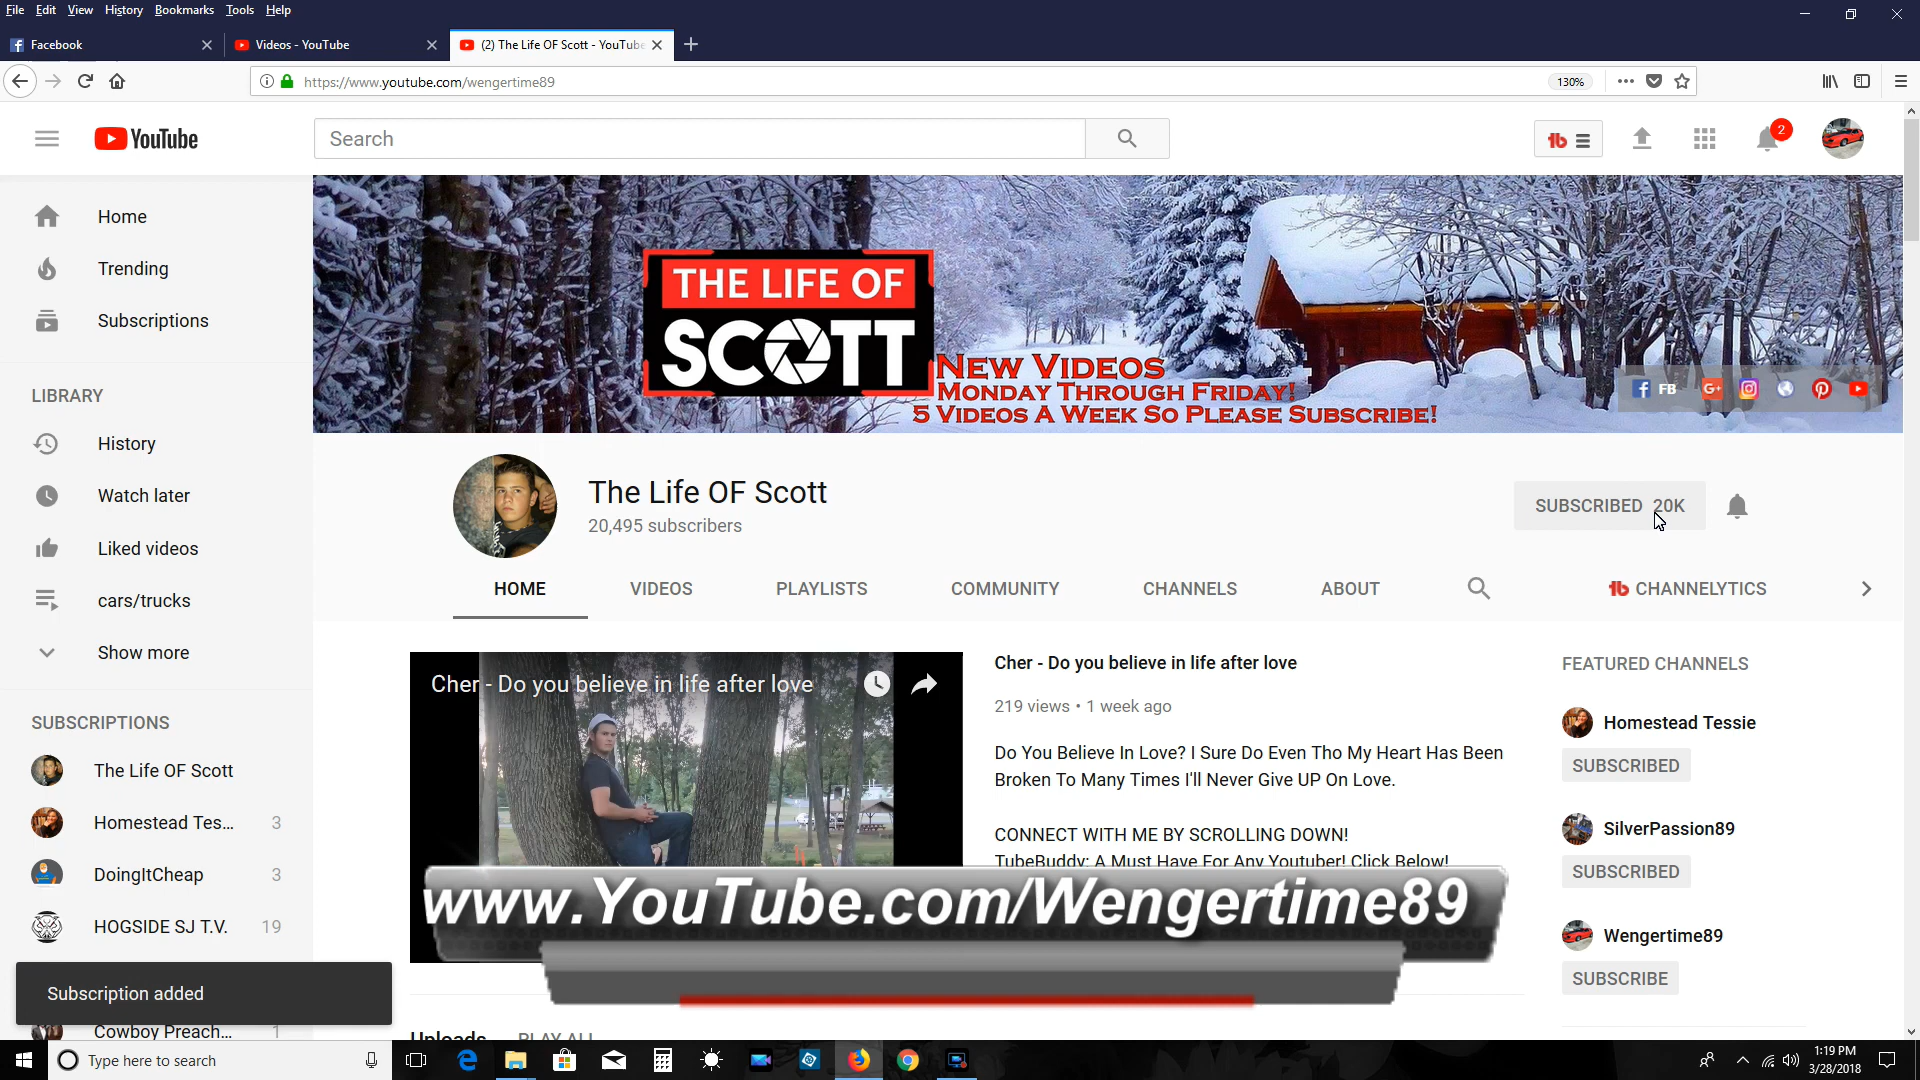 File Edit View History Bookmarks Tools Help
Facebook
Videos - YouTube
(2) The Life OF Scott - YouTube
https://www.youtube.com/wengertime89
130%
YouTube
Search
2
Home
Trending
Subscriptions
LIBRARY
History
Watch later
Liked videos
cars/trucks
Show more
SUBSCRIPTIONS
The Life OF Scott
Homestead Tes... 3
DoingItCheap 3
HOGSIDE SJ T.V. 19
Subscription added
Cowboy Preach... 1
THE LIFE OF
SCOTT
NEW VIDEOS
MONDAY THROUGH FRIDAY!
5 VIDEOS A WEEK SO PLEASE SUBSCRIBE!
FB
G+
The Life OF Scott
20,495 subscribers
SUBSCRIBED 20K
HOME VIDEOS PLAYLISTS COMMUNITY CHANNELS ABOUT CHANNELYTICS
Cher - Do you believe in life after love
Cher - Do you believe in life after love
219 views • 1 week ago
Do You Believe In Love? I Sure Do Even Tho My Heart Has Been
Broken To Many Times I'll Never Give UP On Love.
CONNECT WITH ME BY SCROLLING DOWN!
TubeBuddy: A Must Have For Any Youtuber! Click Below!
www.YouTube.com/Wengertime89
Uploads PLAY ALL
FEATURED CHANNELS
Homestead Tessie
SUBSCRIBED
SilverPassion89
SUBSCRIBED
Wengertime89
SUBSCRIBE
Type here to search
1:19 PM
3/28/2018